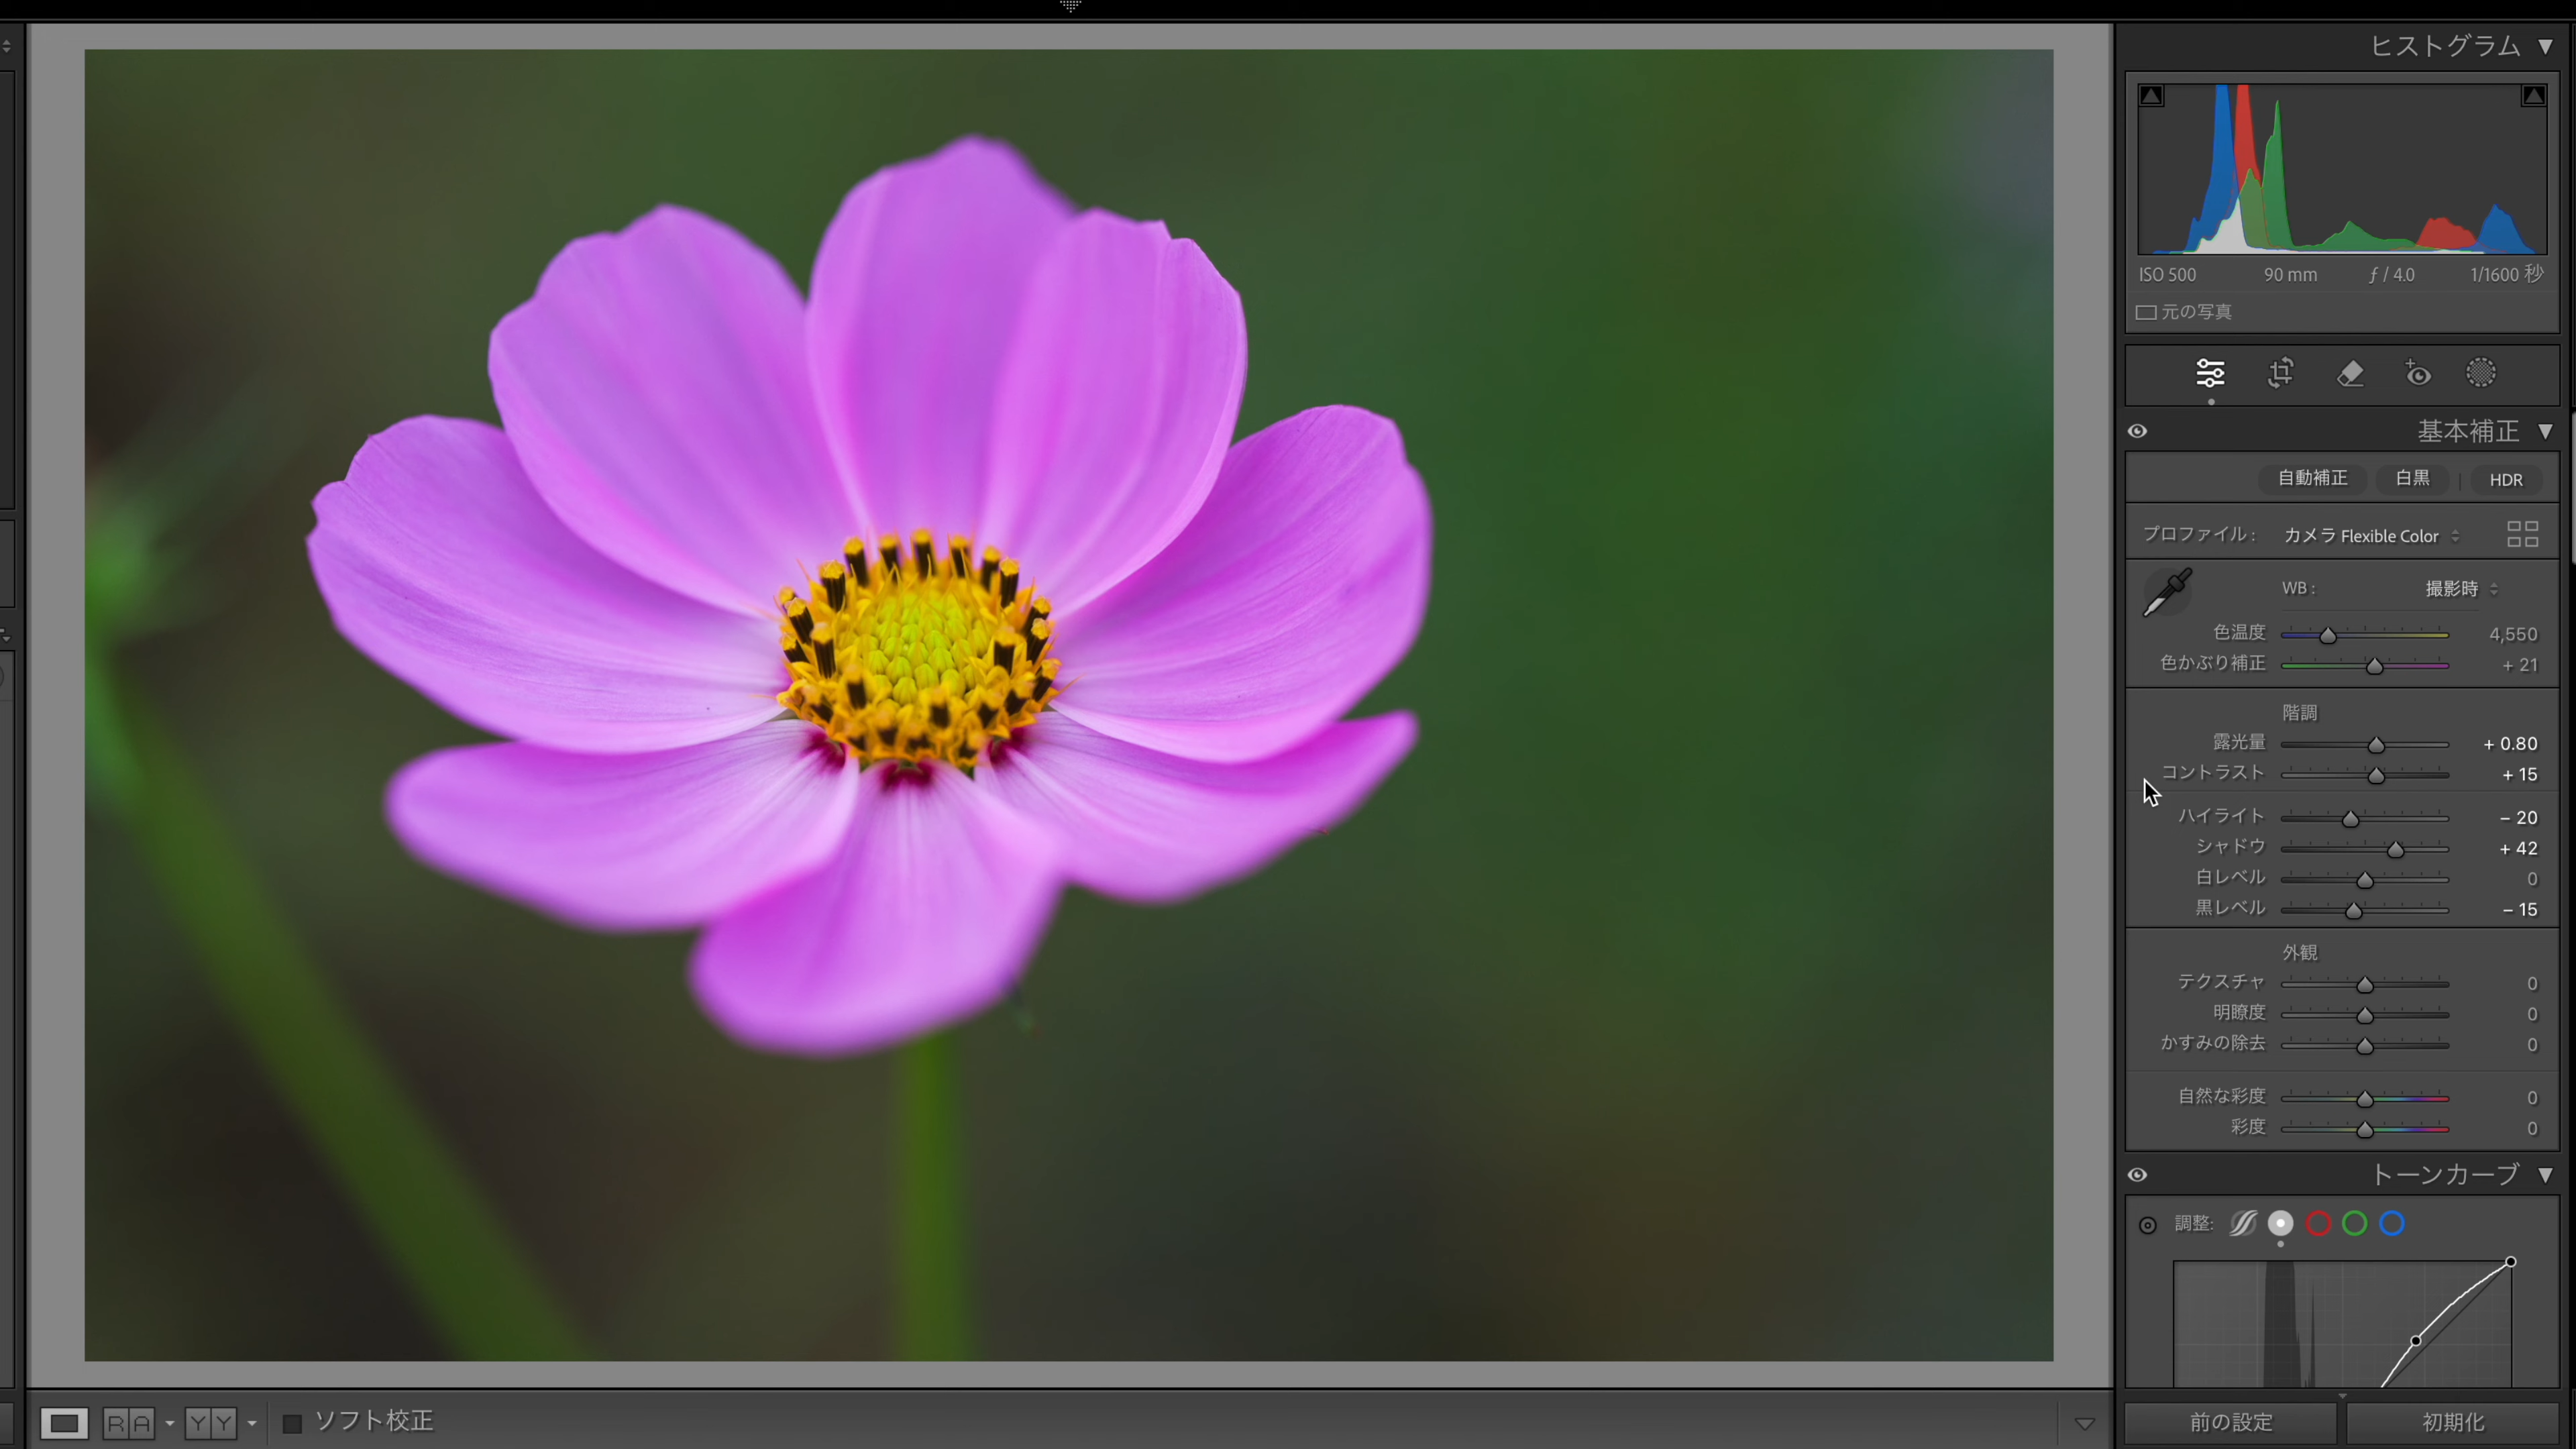 ヒストグラム ▼
ISO 500 90 mm ƒ / 4.0 1/1600 秒
元の写真
基本補正 ▼
自動補正 白黒 | HDR
プロファイル : カメラ Flexible Color
WB : 撮影時
色温度 4,550
色かぶり補正 + 21
階調
露光量 + 0.80
コントラスト + 15
ハイライト − 20
シャドウ + 42
白レベル 0
黒レベル − 15
外観
テクスチャ 0
明瞭度 0
かすみの除去 0
自然な彩度 0
彩度 0
トーンカーブ ▼
調整:
R A Y Y ソフト校正
前の設定 初期化